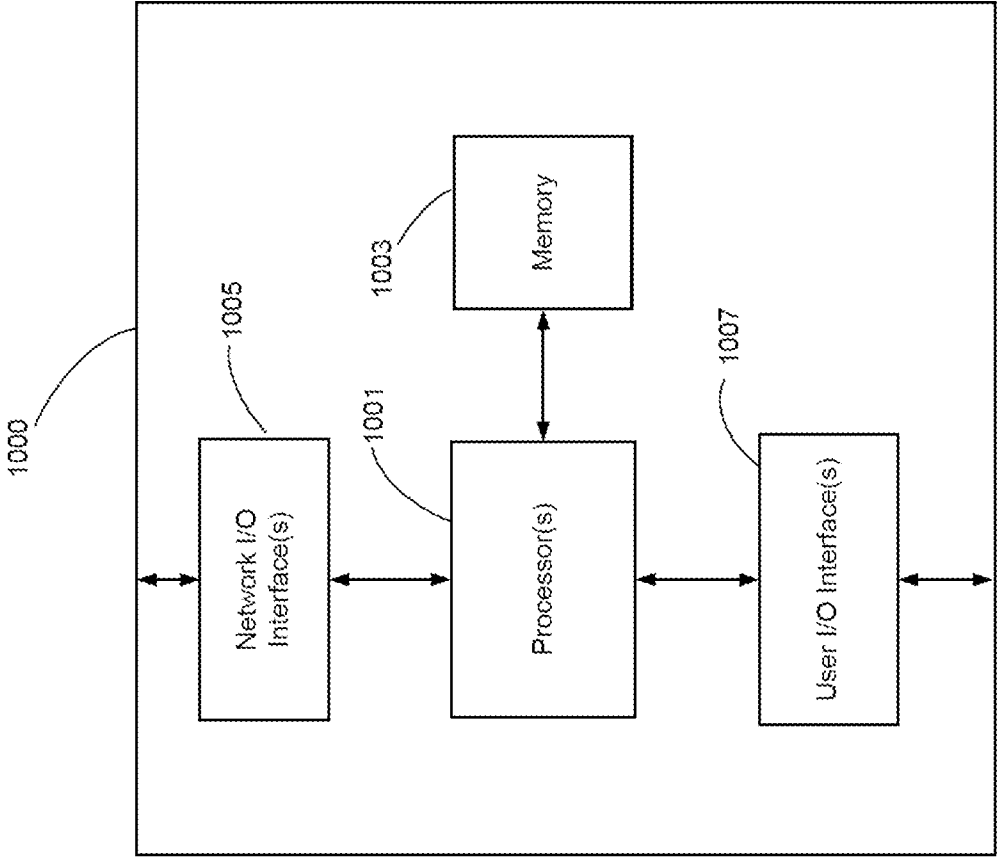 1000
1005
Network I/O
Interface(s)
1001
Processor(s)
1003
Memory
1007
User I/O Interface(s)